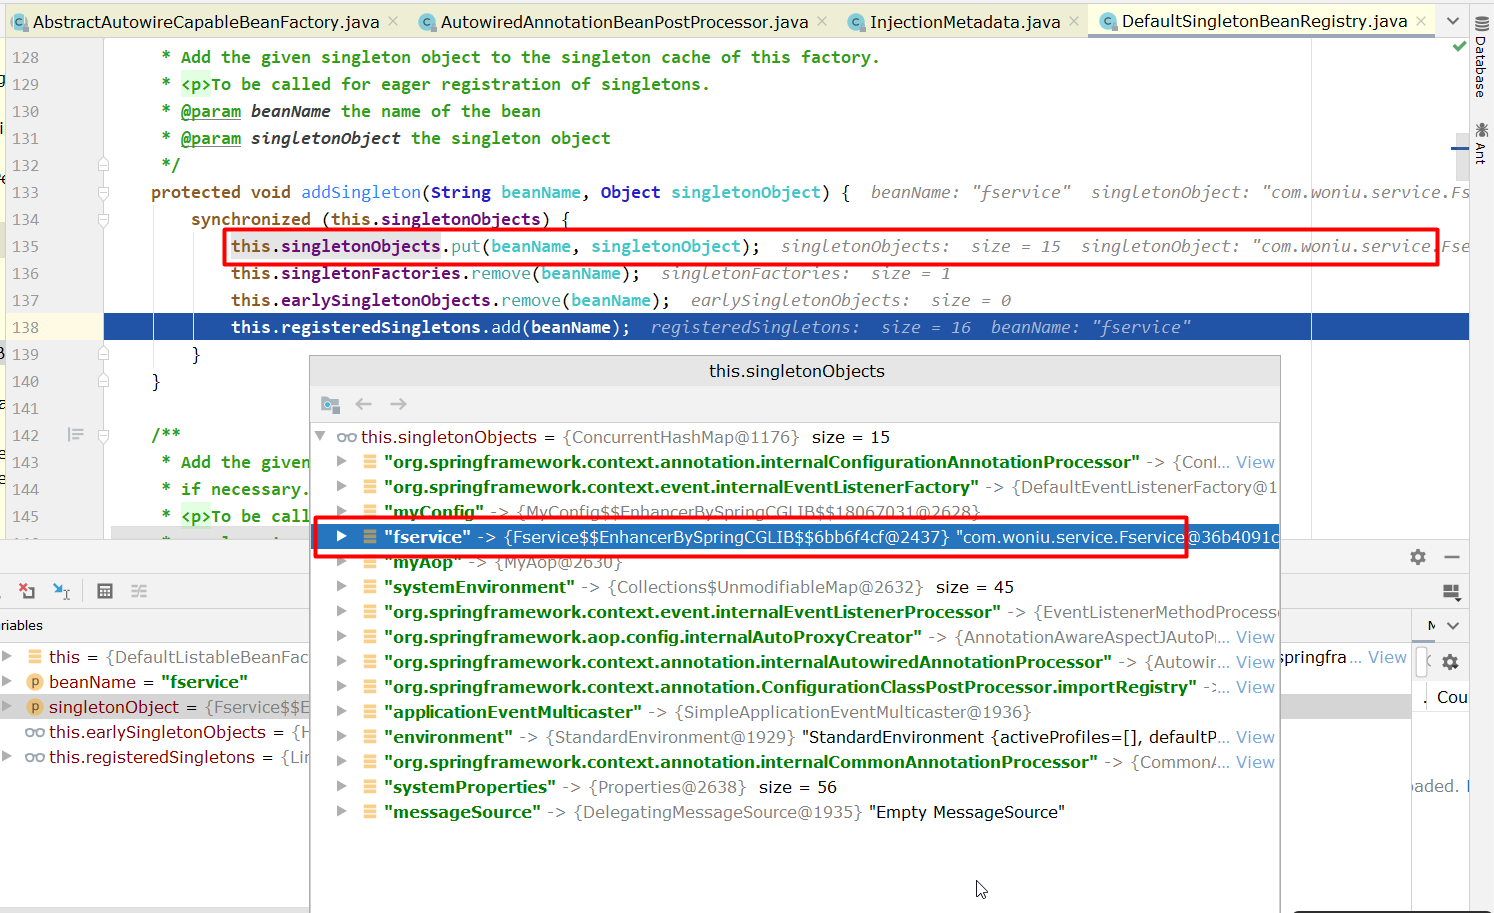 AbstractAutowireCapableBeanFactory.java
AutowiredAnnotationBeanPostProcessor.java
InjectionMetadata.java
DefaultSingletonBeanRegistry.java
Database
Ant
128 * Add the given singleton object to the singleton cache of this factory.
129 * <p>To be called for eager registration of singletons.
130 * @param beanName the name of the bean
131 * @param singletonObject the singleton object
132 */
133 protected void addSingleton(String beanName, Object singletonObject) { beanName: "fservice" singletonObject: "com.woniu.service.Fs
134 synchronized (this.singletonObjects) {
135 this.singletonObjects.put(beanName, singletonObject); singletonObjects: size = 15 singletonObject: "com.woniu.service.Fse
136 this.singletonFactories.remove(beanName); singletonFactories: size = 1
137 this.earlySingletonObjects.remove(beanName); earlySingletonObjects: size = 0
138 this.registeredSingletons.add(beanName); registeredSingletons: size = 16 beanName: "fservice"
139 }
140 }
141
142 /**
143 * Add the given
144 * if necessary.
145 * <p>To be call
this.singletonObjects
this.singletonObjects = {ConcurrentHashMap@1176} size = 15
"org.springframework.context.annotation.internalConfigurationAnnotationProcessor" -> {Conf... View
"org.springframework.context.event.internalEventListenerFactory" -> {DefaultEventListenerFactory@1
"myConfig" -> {MyConfig$$EnhancerBySpringCGLIB$$18067031@2628}
"fservice" -> {Fservice$$EnhancerBySpringCGLIB$$6bb6f4cf@2437} "com.woniu.service.Fservice@36b4091c
"myAop" -> {MyAop@2630}
"systemEnvironment" -> {Collections$UnmodifiableMap@2632} size = 45
"org.springframework.context.event.internalEventListenerProcessor" -> {EventListenerMethodProcess
"org.springframework.aop.config.internalAutoProxyCreator" -> {AnnotationAwareAspectJAutoPr... View
"org.springframework.context.annotation.internalAutowiredAnnotationProcessor" -> {Autowir... View
"org.springframework.context.annotation.ConfigurationClassPostProcessor.importRegistry" -> ... View
"applicationEventMulticaster" -> {SimpleApplicationEventMulticaster@1936}
"environment" -> {StandardEnvironment@1929} "StandardEnvironment {activeProfiles=[], defaultP... View
"org.springframework.context.annotation.internalCommonAnnotationProcessor" -> {CommonA... View
"systemProperties" -> {Properties@2638} size = 56
"messageSource" -> {DelegatingMessageSource@1935} "Empty MessageSource"
riables
this = {DefaultListableBeanFac
beanName = "fservice"
singletonObject = {Fservice$$E
this.earlySingletonObjects = {H
this.registeredSingletons = {Lin
springfra... View
Cou
oaded.